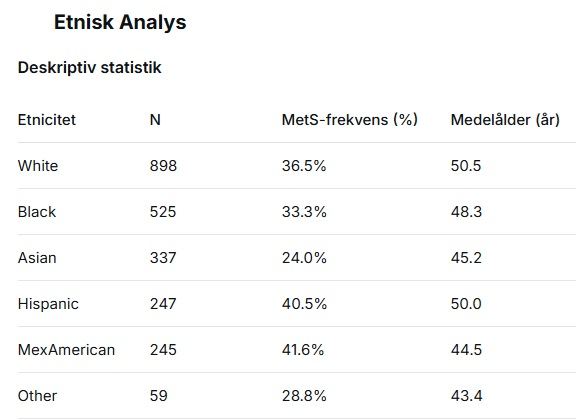 Etnisk Analys
Deskriptiv statistik
Etnicitet N MetS-frekvens (%) Medelålder (år)
White 898 36.5% 50.5
Black 525 33.3% 48.3
Asian 337 24.0% 45.2
Hispanic 247 40.5% 50.0
MexAmerican 245 41.6% 44.5
Other 59 28.8% 43.4